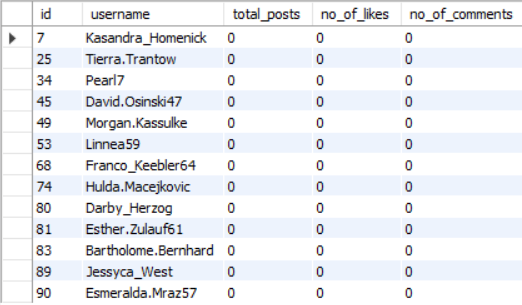 id username total_posts no_of_likes no_of_comments
7 Kasandra_Homenick 0 0 0
25 Tierra.Trantow 0 0 0
34 Pearl7 0 0 0
45 David.Osinski47 0 0 0
49 Morgan.Kassulke 0 0 0
53 Linnea59 0 0 0
68 Franco_Keebler64 0 0 0
74 Hulda.Macejkovic 0 0 0
80 Darby_Herzog 0 0 0
81 Esther.Zulauf61 0 0 0
83 Bartholome.Bernhard 0 0 0
89 Jessyca_West 0 0 0
90 Esmeralda.Mraz57 0 0 0